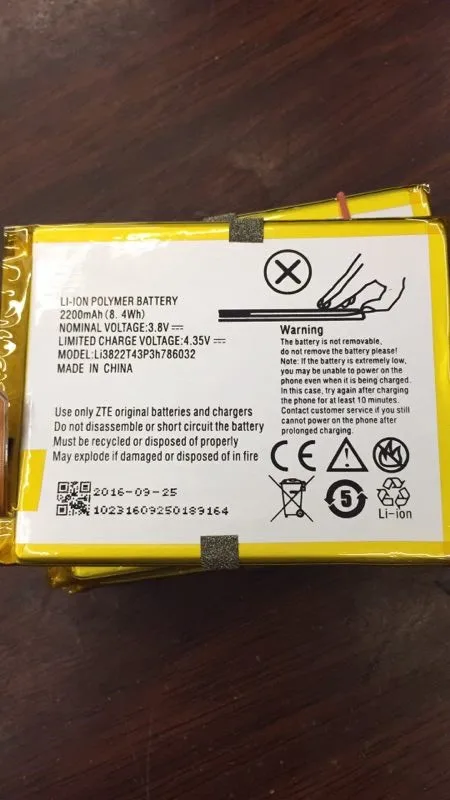 LI-ION POLYMER BATTERY
2200mAh(8.4Wh)
NOMINAL VOLTAGE:3.8V
LIMITED CHARGE VOLTAGE:4.35V
MODEL:Li3822T43P3h786032
MADE IN CHINA
Use only ZTE original batteries and chargers
Do not disassemble or short circuit the battery
Must be recycled or disposed of properly
May explode if damaged or disposed of in fire
2016-09-25
10231609250189164
Warning
The battery is not removable,
do not remove the battery please!
Note: If the battery is extremely low,
you may be unable to power on the
phone even when it is being charged.
In this case, try again after charging
the phone for at least 10 minutes.
Contact customer service if you still
cannot power on the phone after
prolonged charging.
CE
5
Li-ion